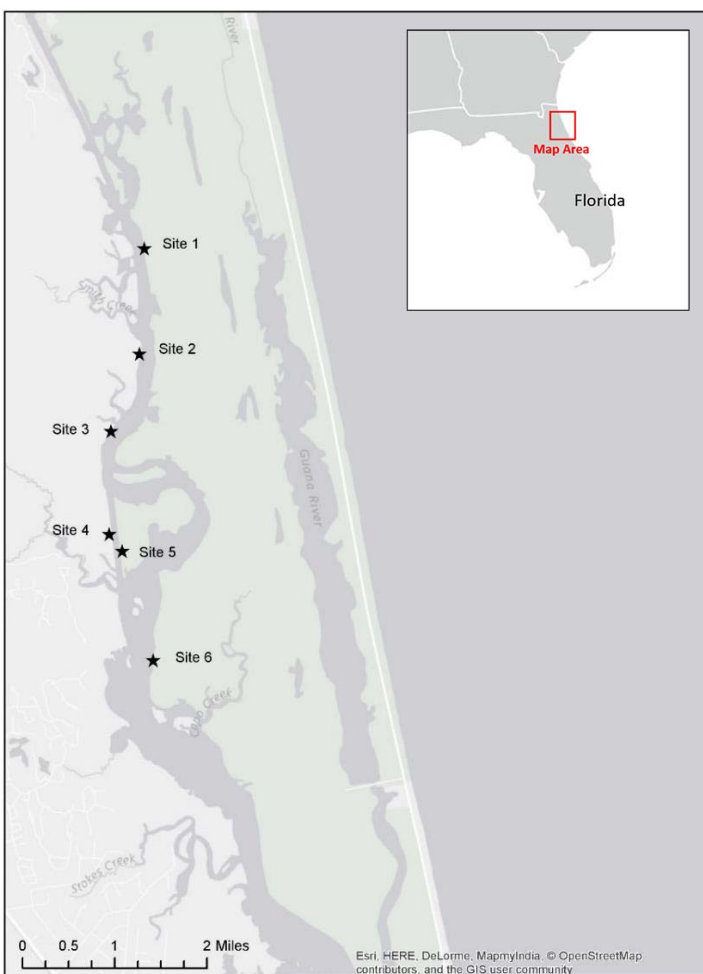 River
Map Area
Florida
Site 1
Smith Creek
Site 2
Site 3
Guana River
Site 4
Site 5
Site 6
Capo Creek
Stokes Creek
0 0.5 1 2 Miles
Esri, HERE, DeLorme, MapmyIndia, © OpenStreetMap
contributors, and the GIS user community